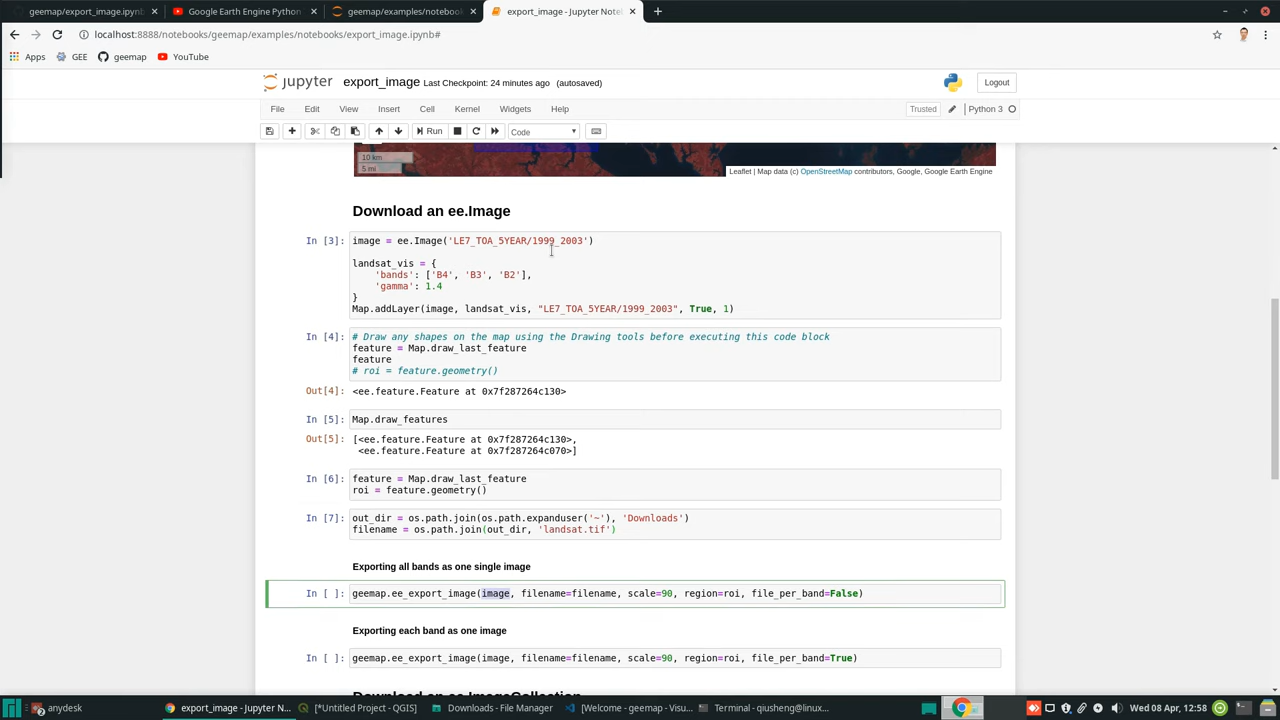 geemap/export_image.ipynb
Google Earth Engine Python
geemap/examples/notebook
export_image - Jupyter Note
localhost:8888/notebooks/geemap/examples/notebooks/export_image.ipynb#
Apps GEE geemap YouTube
jupyter export_image Last Checkpoint: 24 minutes ago (autosaved)
Logout
File Edit View Insert Cell Kernel Widgets Help
Trusted Python 3
Run Code
10 km
5 mi
Leaflet | Map data (c) OpenStreetMap contributors, Google, Google Earth Engine
Download an ee.Image
In [3]: image = ee.Image('LE7_TOA_5YEAR/1999_2003')
landsat_vis = {
'bands': ['B4', 'B3', 'B2'],
'gamma': 1.4
}
Map.addLayer(image, landsat_vis, "LE7_TOA_5YEAR/1999_2003", True, 1)
In [4]: # Draw any shapes on the map using the Drawing tools before executing this code block
feature = Map.draw_last_feature
feature
# roi = feature.geometry()
Out[4]: <ee.feature.Feature at 0x7f287264c130>
In [5]: Map.draw_features
Out[5]: [<ee.feature.Feature at 0x7f287264c130>,
<ee.feature.Feature at 0x7f287264c070>]
In [6]: feature = Map.draw_last_feature
roi = feature.geometry()
In [7]: out_dir = os.path.join(os.path.expanduser('~'), 'Downloads')
filename = os.path.join(out_dir, 'landsat.tif')
Exporting all bands as one single image
In [ ]: geemap.ee_export_image(image, filename=filename, scale=90, region=roi, file_per_band=False)
Exporting each band as one image
In [ ]: geemap.ee_export_image(image, filename=filename, scale=90, region=roi, file_per_band=True)
Download an ee.ImageCollection
anydesk
export_image - Jupyter N...
[*Untitled Project - QGIS]
Downloads - File Manager
[Welcome - geemap - Visu...
Terminal - qiusheng@linux...
Wed 08 Apr, 12:58